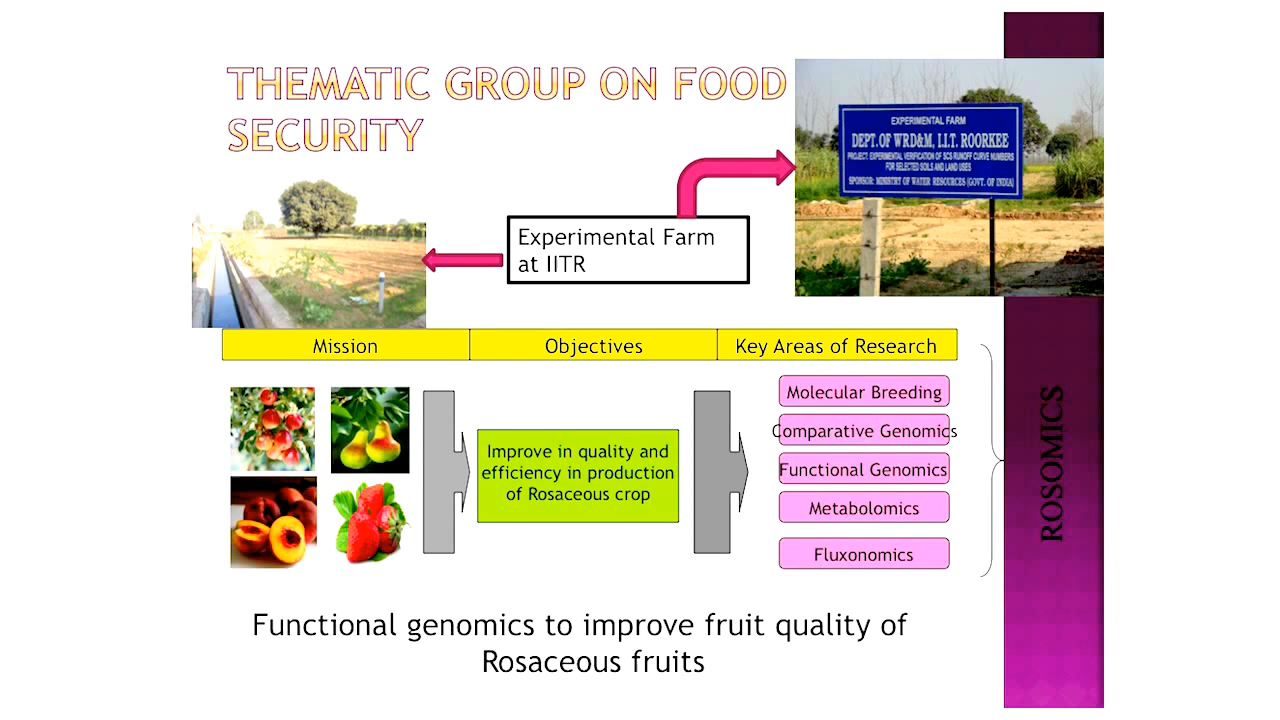 THEMATIC GROUP ON FOOD
SECURITY
EXPERIMENTAL FARM
DEPT. OF WRD&M, I.I.T. ROORKEE
PROJECT: EXPERIMENTAL VERIFICATION OF SCS RUNOFF CURVE NUMBERS
FOR SELECTED SOILS AND LAND USES
SPONSOR: MINISTRY OF WATER RESOURCES (GOVT. OF INDIA)
Experimental Farm
at IITR
Mission
Objectives
Key Areas of Research
Improve in quality and
efficiency in production
of Rosaceous crop
Molecular Breeding
Comparative Genomics
Functional Genomics
Metabolomics
Fluxonomics
ROSOMICS
Functional genomics to improve fruit quality of
Rosaceous fruits